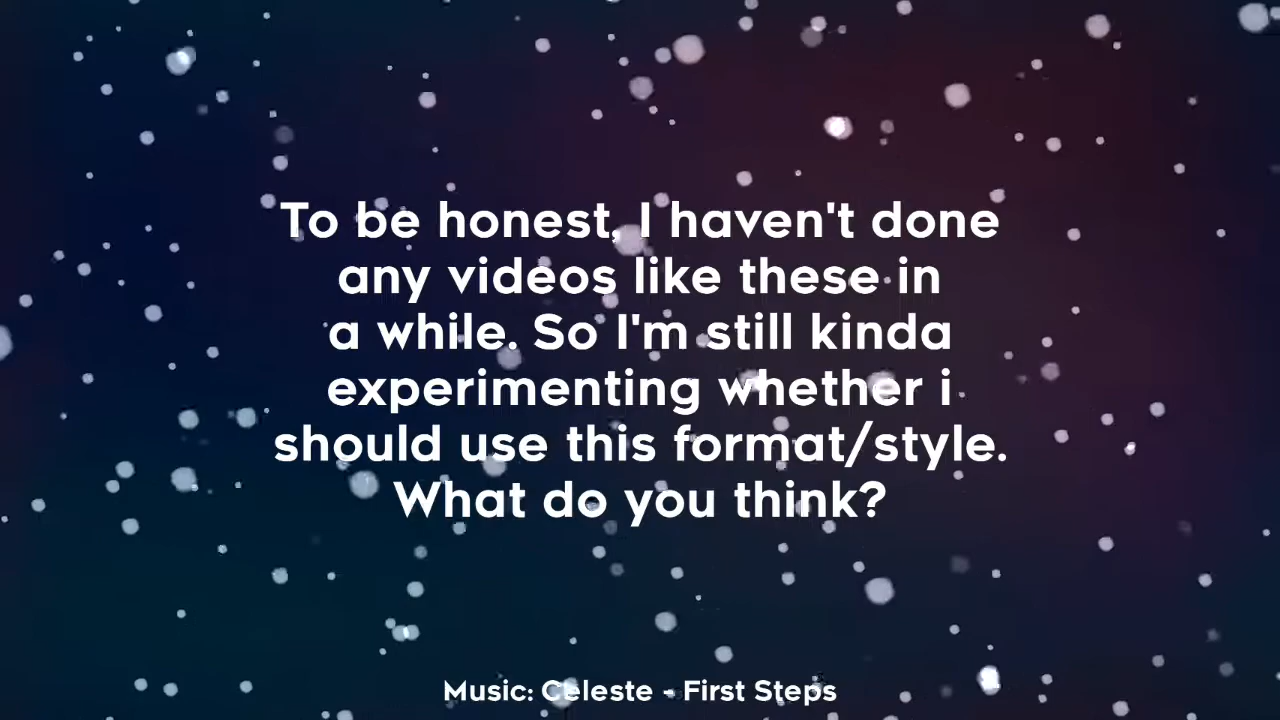 To be honest, I haven't done
any videos like these in
a while. So I'm still kinda
experimenting whether i
should use this format/style.
What do you think?
Music: Celeste - First Steps